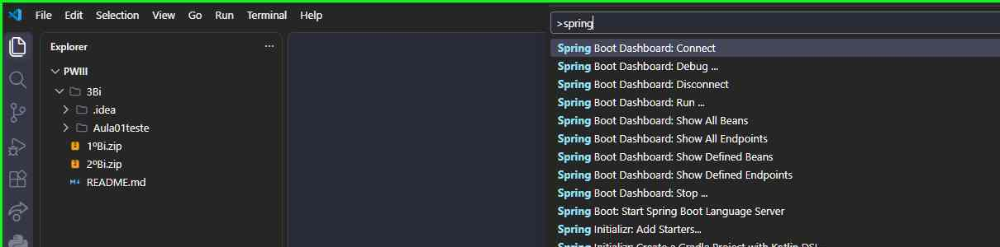 File Edit Selection View Go Run Terminal Help
>spring
Explorer ...
PWIII
3Bi
.idea
Aula01teste
1ºBi.zip
2ºBi.zip
README.md
Spring Boot Dashboard: Connect
Spring Boot Dashboard: Debug ...
Spring Boot Dashboard: Disconnect
Spring Boot Dashboard: Run ...
Spring Boot Dashboard: Show All Beans
Spring Boot Dashboard: Show All Endpoints
Spring Boot Dashboard: Show Defined Beans
Spring Boot Dashboard: Show Defined Endpoints
Spring Boot Dashboard: Stop ...
Spring Boot: Start Spring Boot Language Server
Spring Initializr: Add Starters...
Spring Initializr: Create a Gradle Project with Kotlin DSL